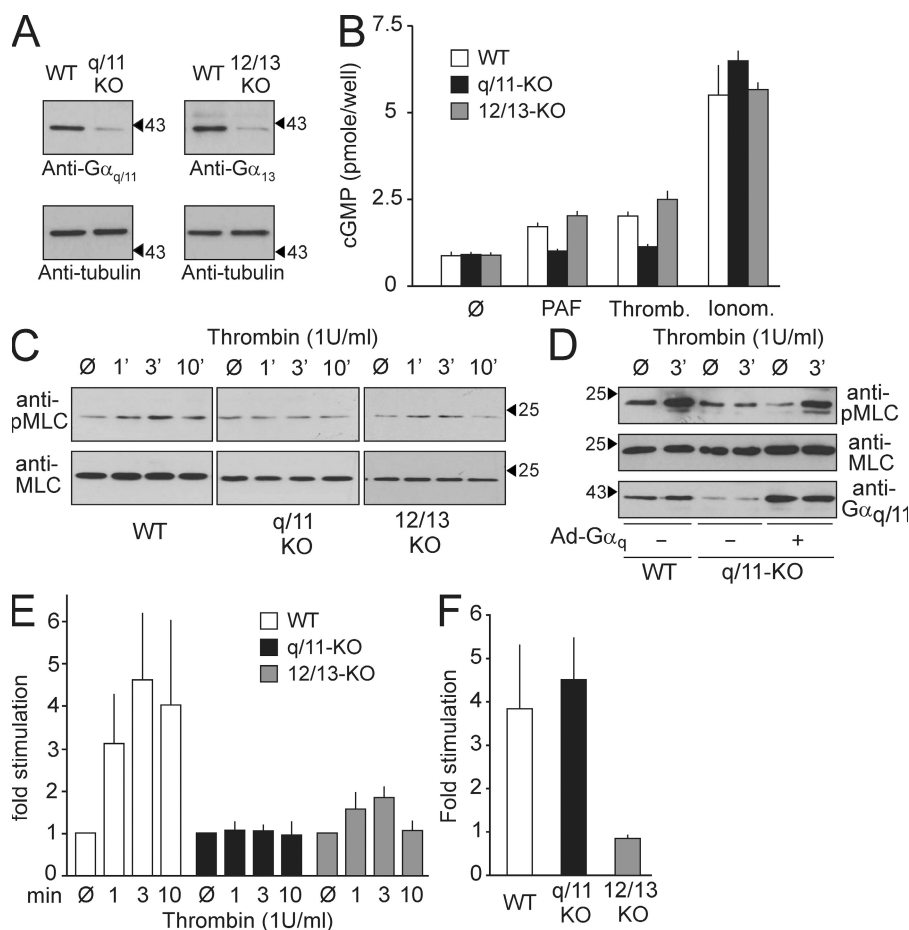 A
WT q/11 KO
WT 12/13 KO
43
43
Anti-Gαq/11
Anti-Gα13
43
43
Anti-tubulin
Anti-tubulin
B
7.5
5
2.5
0
cGMP (pmole/well)
WT
q/11-KO
12/13-KO
Ø PAF Thromb. Ionom.
C
Thrombin (1U/ml)
Ø 1' 3' 10' Ø 1' 3' 10' Ø 1' 3' 10'
anti-
pMLC
25
anti-
MLC
25
WT
q/11
KO
12/13
KO
D
Thrombin (1U/ml)
Ø 3' Ø 3' Ø 3'
25
anti-
pMLC
25
anti-
MLC
43
anti-
Gαq/11
Ad-Gαq – – +
WT q/11-KO
E
6
5
4
3
2
1
0
fold stimulation
WT
q/11-KO
12/13-KO
min Ø 1 3 10 Ø 1 3 10 Ø 1 3 10
Thrombin (1U/ml)
F
6
5
4
3
2
1
0
Fold stimulation
WT
q/11
KO
12/13
KO